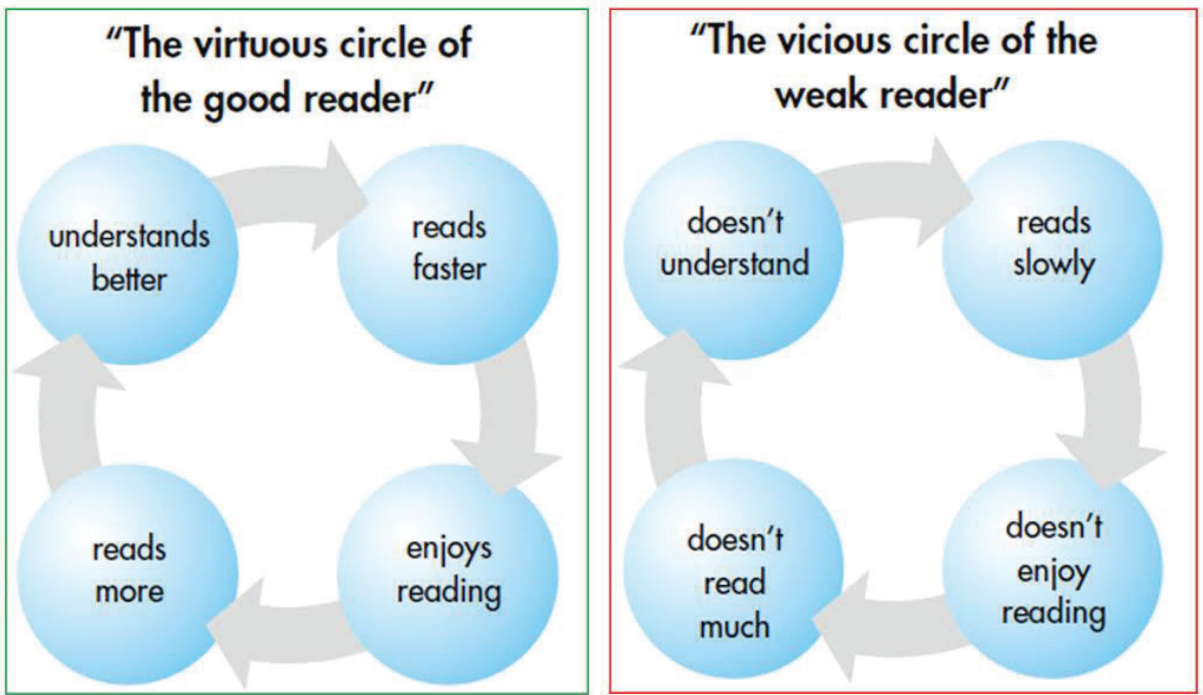 “The virtuous circle of
the good reader”
understands
better
reads
faster
enjoys
reading
reads
more
“The vicious circle of the
weak reader”
doesn’t
understand
reads
slowly
doesn’t
enjoy
reading
doesn’t
read
much